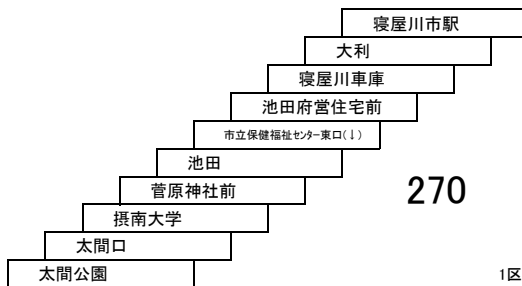 寝屋川市駅
大利
寝屋川車庫
池田府営住宅前
市立保健福祉センター東口(↓)
池田
菅原神社前
270
摂南大学
太間口
太間公園
1区